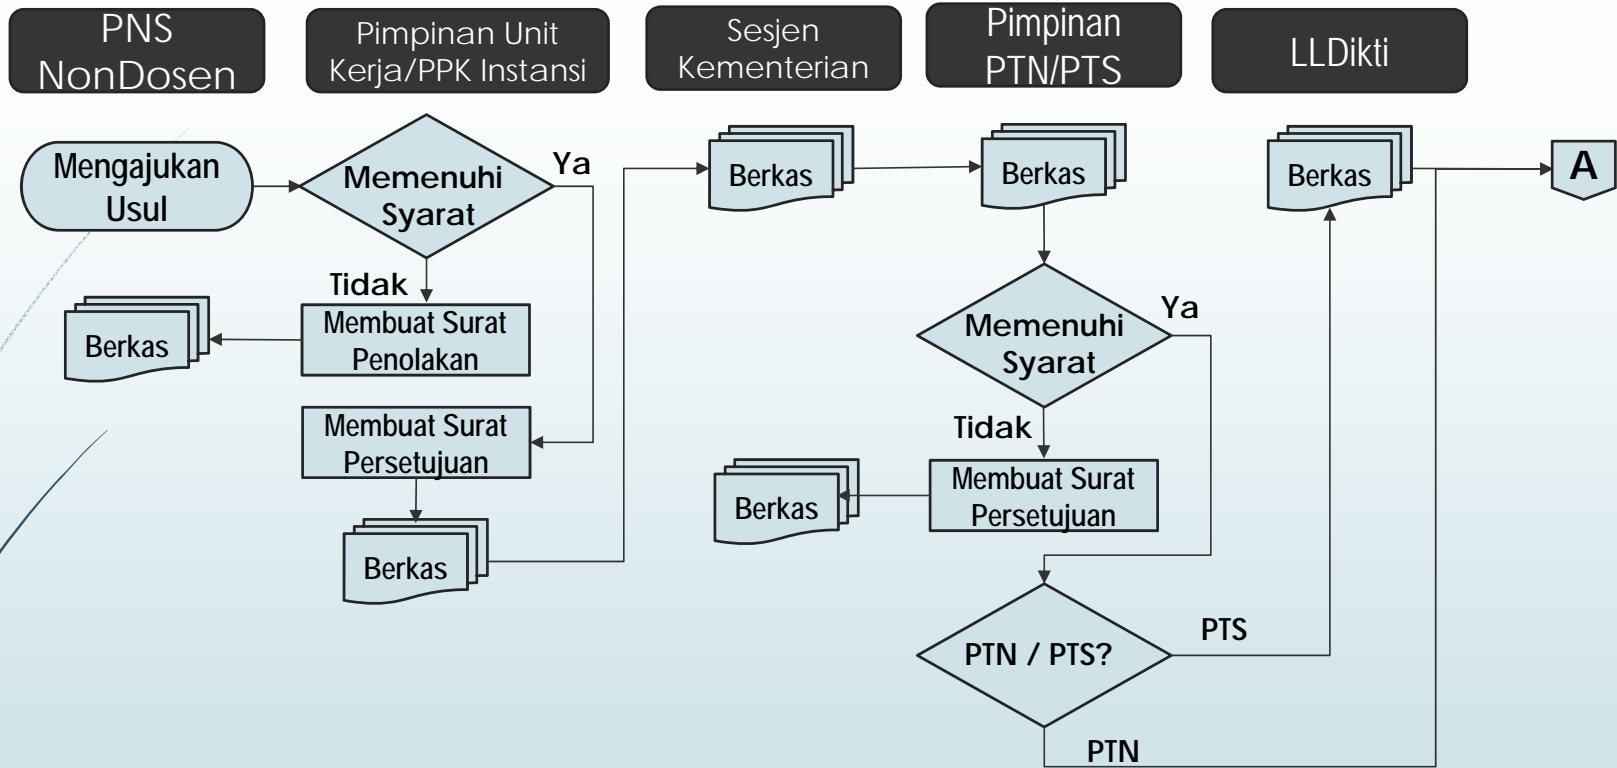 PNS
NonDosen
Pimpinan Unit
Kerja/PPK Instansi
Sesjen
Kementerian
Pimpinan
PTN/PTS
LLDikti
Mengajukan
Usul
Memenuhi
Syarat
Ya
Tidak
Membuat Surat
Penolakan
Berkas
Membuat Surat
Persetujuan
Berkas
Berkas
Berkas
Memenuhi
Syarat
Ya
Tidak
Membuat Surat
Persetujuan
Berkas
PTN / PTS?
PTS
PTN
Berkas
A